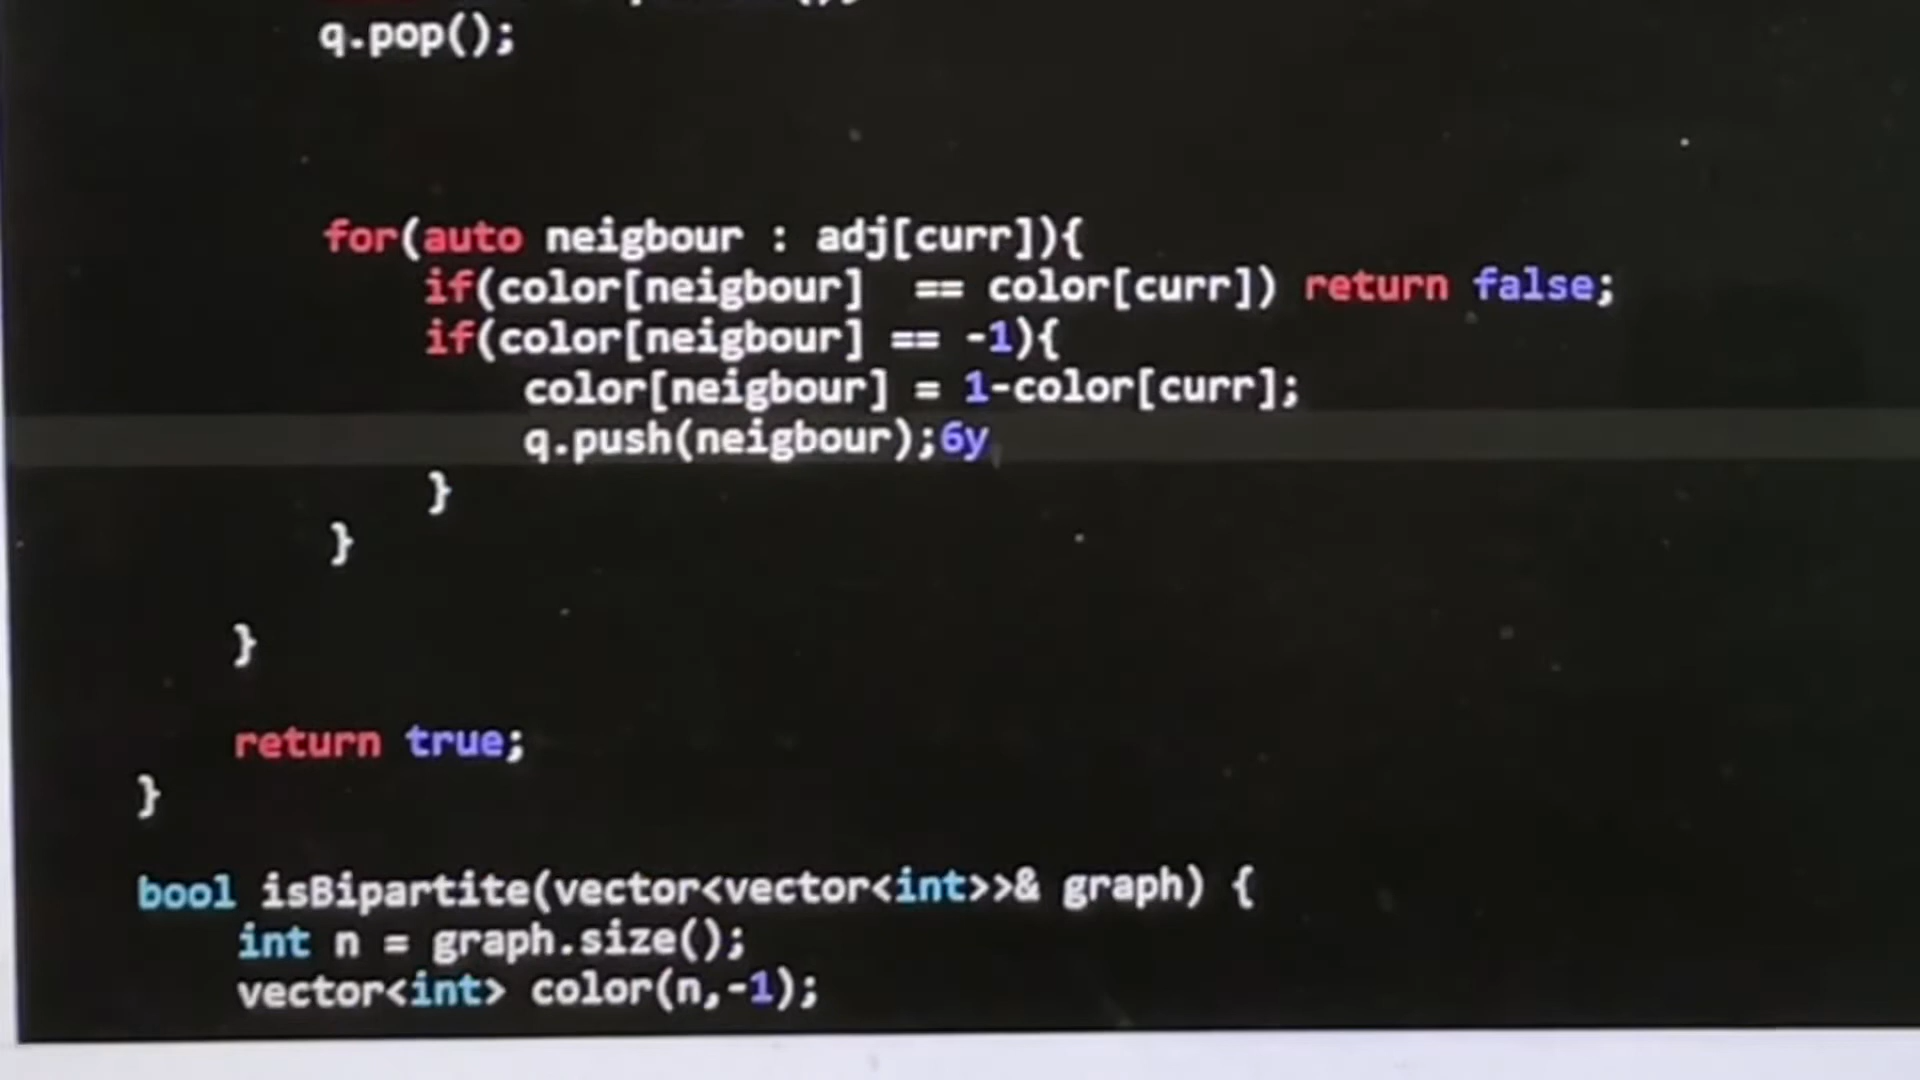 q.pop();
for(auto neigbour : adj[curr]){
if(color[neigbour]  == color[curr]) return false;
if(color[neigbour] == -1){
color[neigbour] = 1-color[curr];
q.push(neigbour);6y
}
}
}
return true;
}
bool isBipartite(vector<vector<int>>& graph) {
int n = graph.size();
vector<int> color(n,-1);